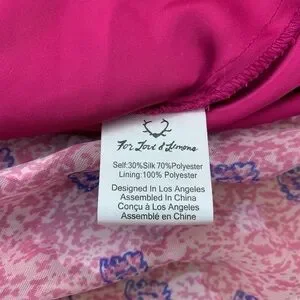 For Love & Lemons
Self:30%Silk 70%Polyester
Lining:100% Polyester
Designed In Los Angeles
Assembled In China
Conçu à Los Angeles
Assemblé en Chine